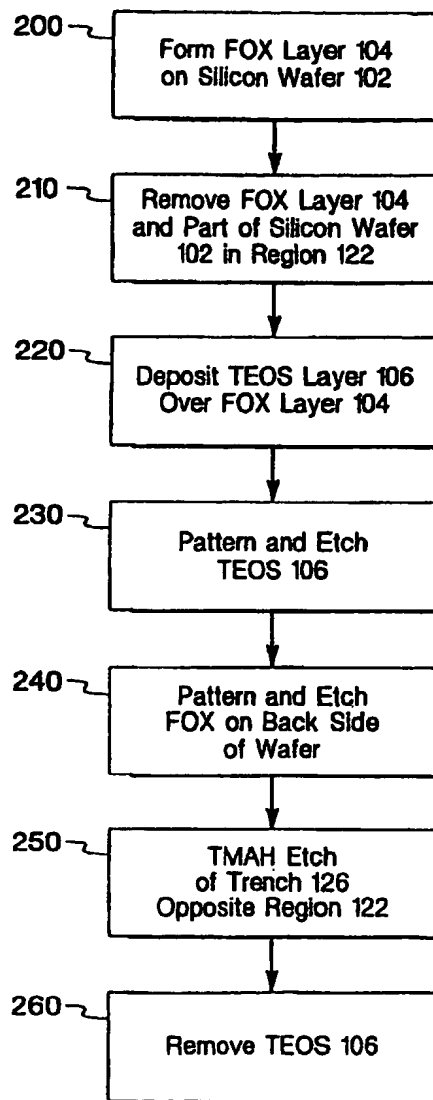 200
Form FOX Layer 104
on Silicon Wafer 102
210
Remove FOX Layer 104
and Part of Silicon Wafer
102 in Region 122
220
Deposit TEOS Layer 106
Over FOX Layer 104
230
Pattern and Etch
TEOS 106
240
Pattern and Etch
FOX on Back Side
of Wafer
250
TMAH Etch
of Trench 126
Opposite Region 122
260
Remove TEOS 106